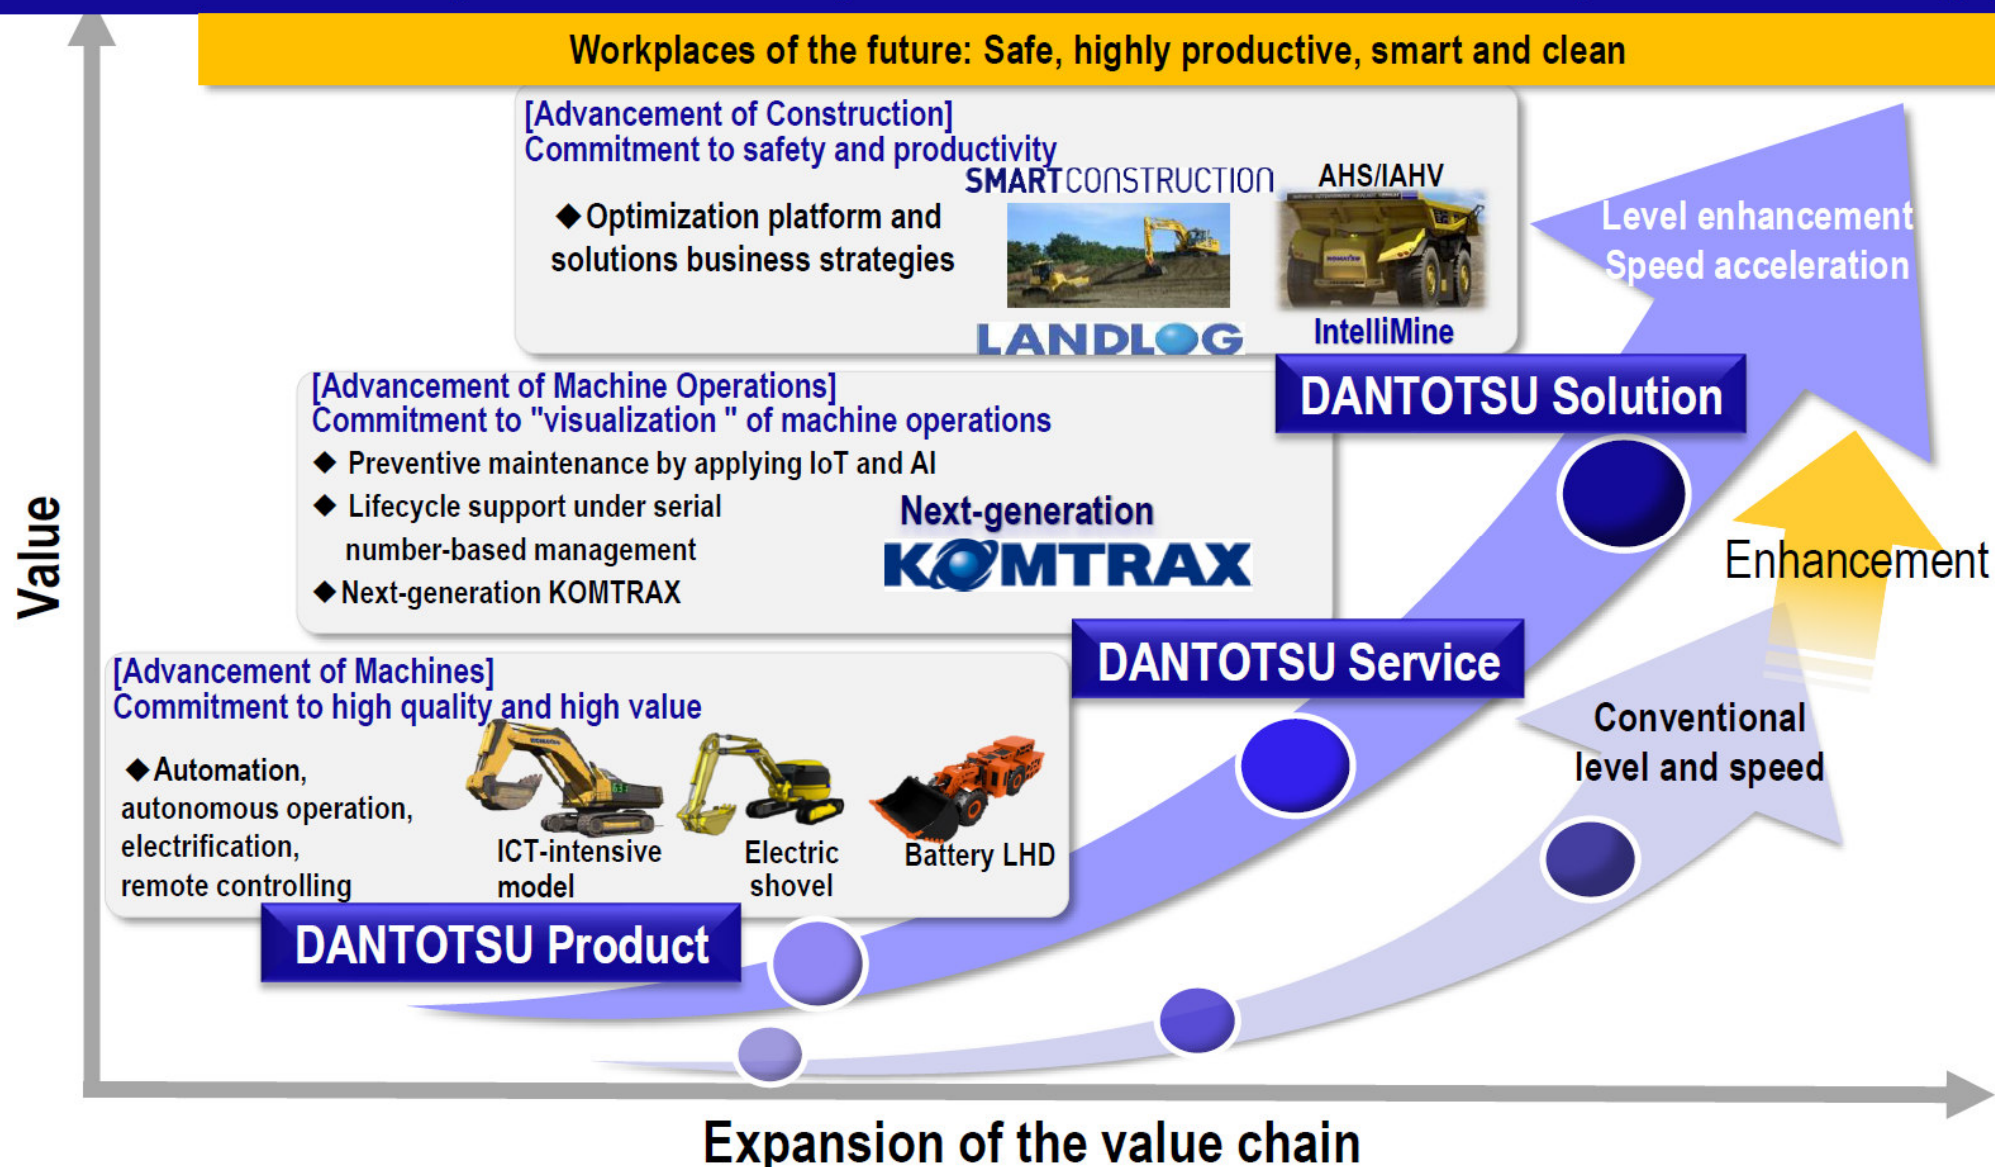 Workplaces of the future: Safe, highly productive, smart and clean
[Advancement of Construction]
Commitment to safety and productivity
◆Optimization platform and
solutions business strategies
SMARTCONSTRUCTION
AHS/IAHV
KOMATSU
LANDLOG
IntelliMine
Level enhancement
Speed acceleration
DANTOTSU Solution
[Advancement of Machine Operations]
Commitment to "visualization " of machine operations
◆ Preventive maintenance by applying IoT and AI
◆ Lifecycle support under serial
number-based management
◆Next-generation KOMTRAX
Next-generation
KOMTRAX
Enhancement
DANTOTSU Service
[Advancement of Machines]
Commitment to high quality and high value
◆Automation,
autonomous operation,
electrification,
remote controlling
ICT-intensive
model
Electric
shovel
Battery LHD
DANTOTSU Product
Conventional
level and speed
Value
Expansion of the value chain